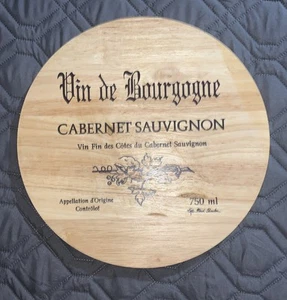 Vin de Bourgogne
CABERNET SAUVIGNON
Vin Fin des Côtes du Cabernet Sauvignon
Appellation d'Origine
Contrôlée
750 ml